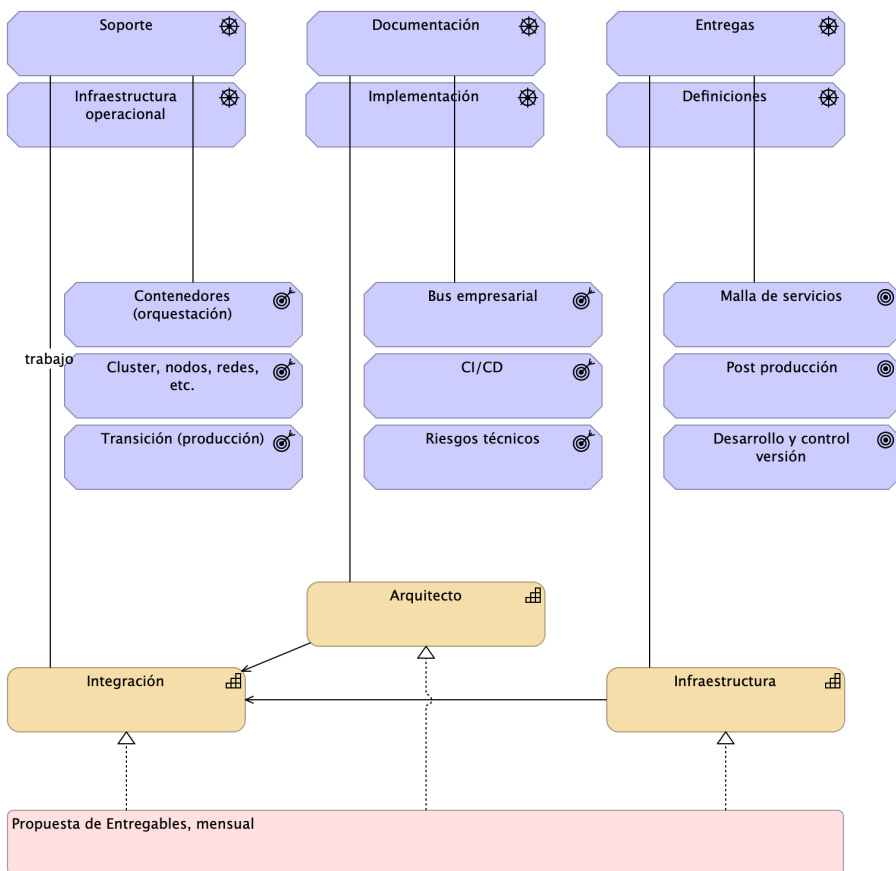 Soporte
Documentación
Entregas
Infraestructura
operacional
Implementación
Definiciones
Contenedores
(orquestación)
Bus empresarial
Malla de servicios
trabajo
Cluster, nodos, redes,
etc.
CI/CD
Post producción
Transición (producción)
Riesgos técnicos
Desarrollo y control
versión
Arquitecto
Integración
Infraestructura
Propuesta de Entregables, mensual